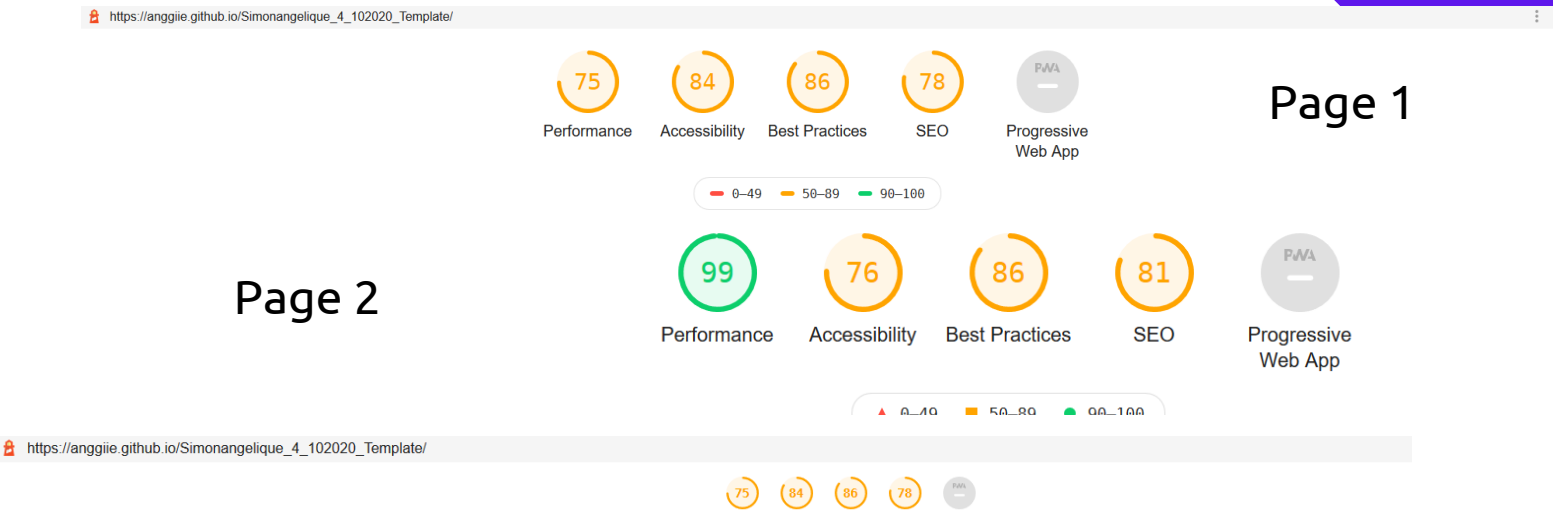 https://anggiie.github.io/Simonangelique_4_102020_Template/
75 84 86 78 PWA
Performance Accessibility Best Practices SEO Progressive Web App
Page 1
0–49 50–89 90–100
Page 2
99 76 86 81 PWA
Performance Accessibility Best Practices SEO Progressive Web App
0–49 50–89 90–100
https://anggiie.github.io/Simonangelique_4_102020_Template/
75 84 86 78 PWA